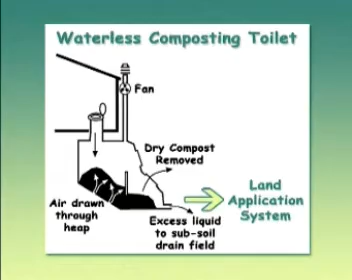 Waterless Composting Toilet
Fan
Dry Compost
Removed
Air drawn
through
heap
Excess liquid
to sub-soil
drain field
Land
Application
System